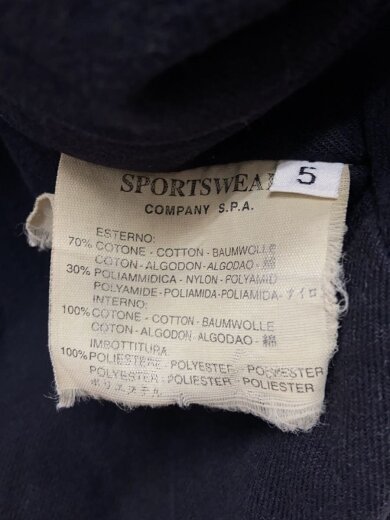 SPORTSWEAR
5
COMPANY S.P.A.
ESTERNO:
70% COTONE - COTTON - BAUMWOLLE
COTON - ALGODON - ALGODAO - 綿
30% POLIAMMIDICA - NYLON - POLYAMID
POLYAMIDE - POLIAMIDA - POLIAMIDA - ナイロ
INTERNO:
100% COTONE - COTTON - BAUMWOLLE
COTON - ALGODON - ALGODAO - 綿
IMBOTTITURA:
100% POLIESTERE - POLYESTER - POLYESTER
POLYESTER - POLIESTER - POLIESTER
ポリエステル